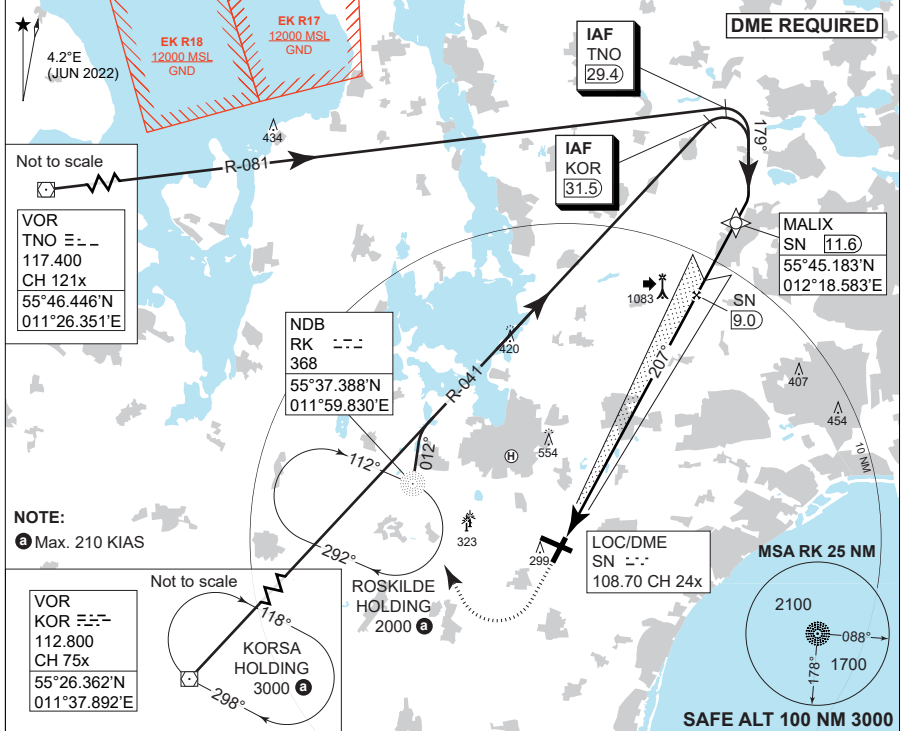 DME REQUIRED
EK R18
12000 MSL
GND
EK R17
12000 MSL
GND
4.2°E
(JUN 2022)
IAF
TNO
29.4
434
IAF
KOR
31.5
179°
Not to scale
R-081
VOR
TNO
117.400
CH 121x
55°46.446'N
011°26.351'E
MALIX
SN 11.6
55°45.183'N
012°18.583'E
1083
SN
9.0
NDB
RK
368
55°37.388'N
011°59.830'E
420
R-041
207°
407
454
012°
112°
554
H
10 NM
NOTE:
a Max. 210 KIAS
323
292°
299
LOC/DME
SN
108.70 CH 24x
ROSKILDE
HOLDING
2000 a
MSA RK 25 NM
2100
088°
178°
1700
Not to scale
VOR
KOR
112.800
CH 75x
55°26.362'N
011°37.892'E
118°
KORSA
HOLDING
3000 a
298°
SAFE ALT 100 NM 3000